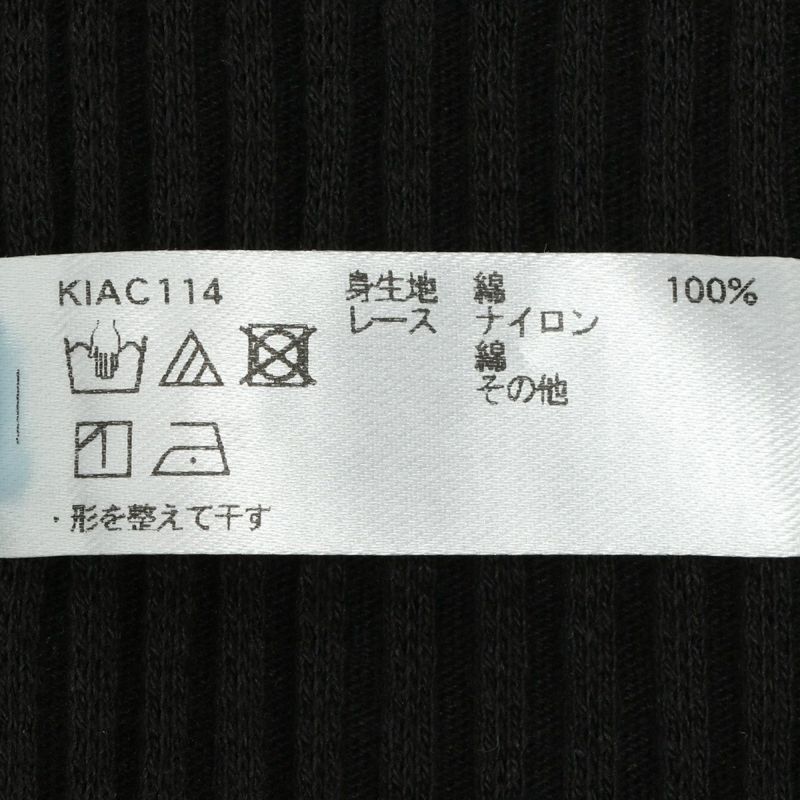 KIAC114
身生地 綿 100%
レース ナイロン
綿
その他
・形を整えて干す